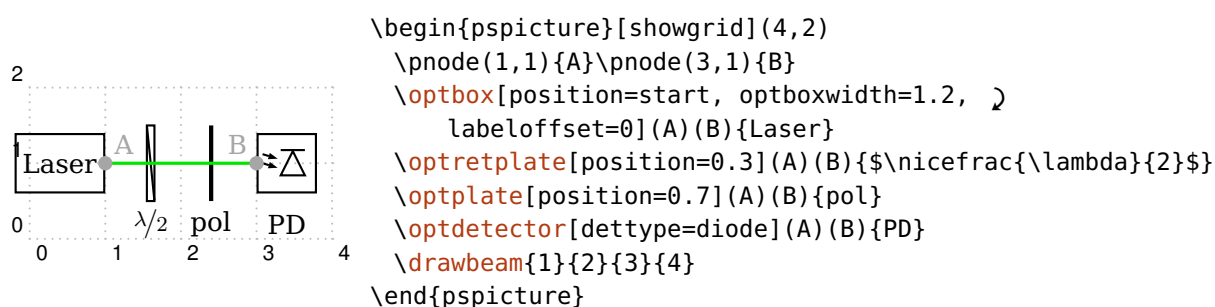 2
1
0
0 1 2 3 4
Laser
A
B
λ/2
pol
PD
\begin{pspicture}[showgrid](4,2)
  \pnode(1,1){A}\pnode(3,1){B}
  \optbox[position=start, optboxwidth=1.2,
      labeloffset=0](A)(B){Laser}
  \optretplate[position=0.3](A)(B){$\nicefrac{\lambda}{2}$}
  \optplate[position=0.7](A)(B){pol}
  \optdetector[dettype=diode](A)(B){PD}
  \drawbeam{1}{2}{3}{4}
\end{pspicture}